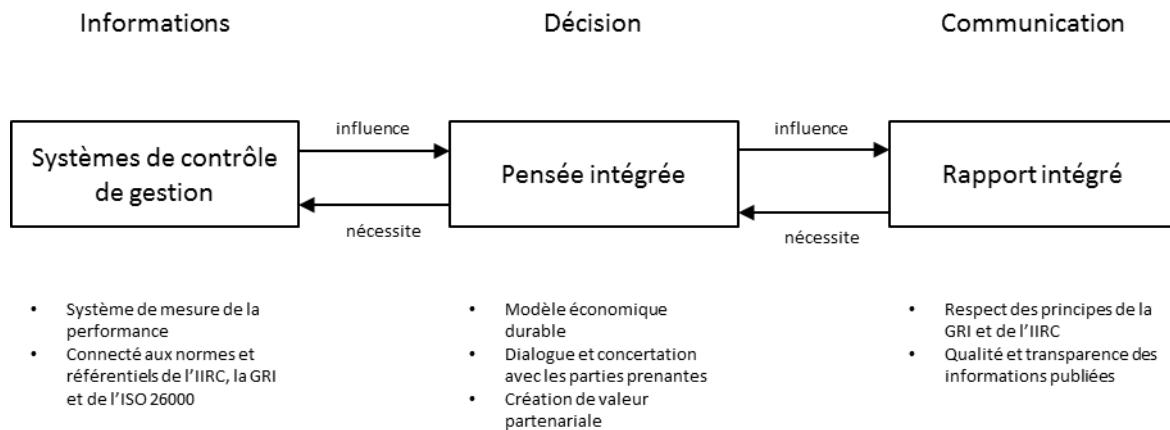 Informations
Décision
Communication
influence
influence
Systèmes de contrôle
de gestion
Pensée intégrée
Rapport intégré
nécessite
nécessite
• Système de mesure de la
performance
• Connecté aux normes et
référentiels de l'IIRC, la GRI
et de l'ISO 26000
• Modèle économique
durable
• Dialogue et concertation
avec les parties prenantes
• Création de valeur
partenariale
• Respect des principes de la
GRI et de l'IIRC
• Qualité et transparence des
informations publiées